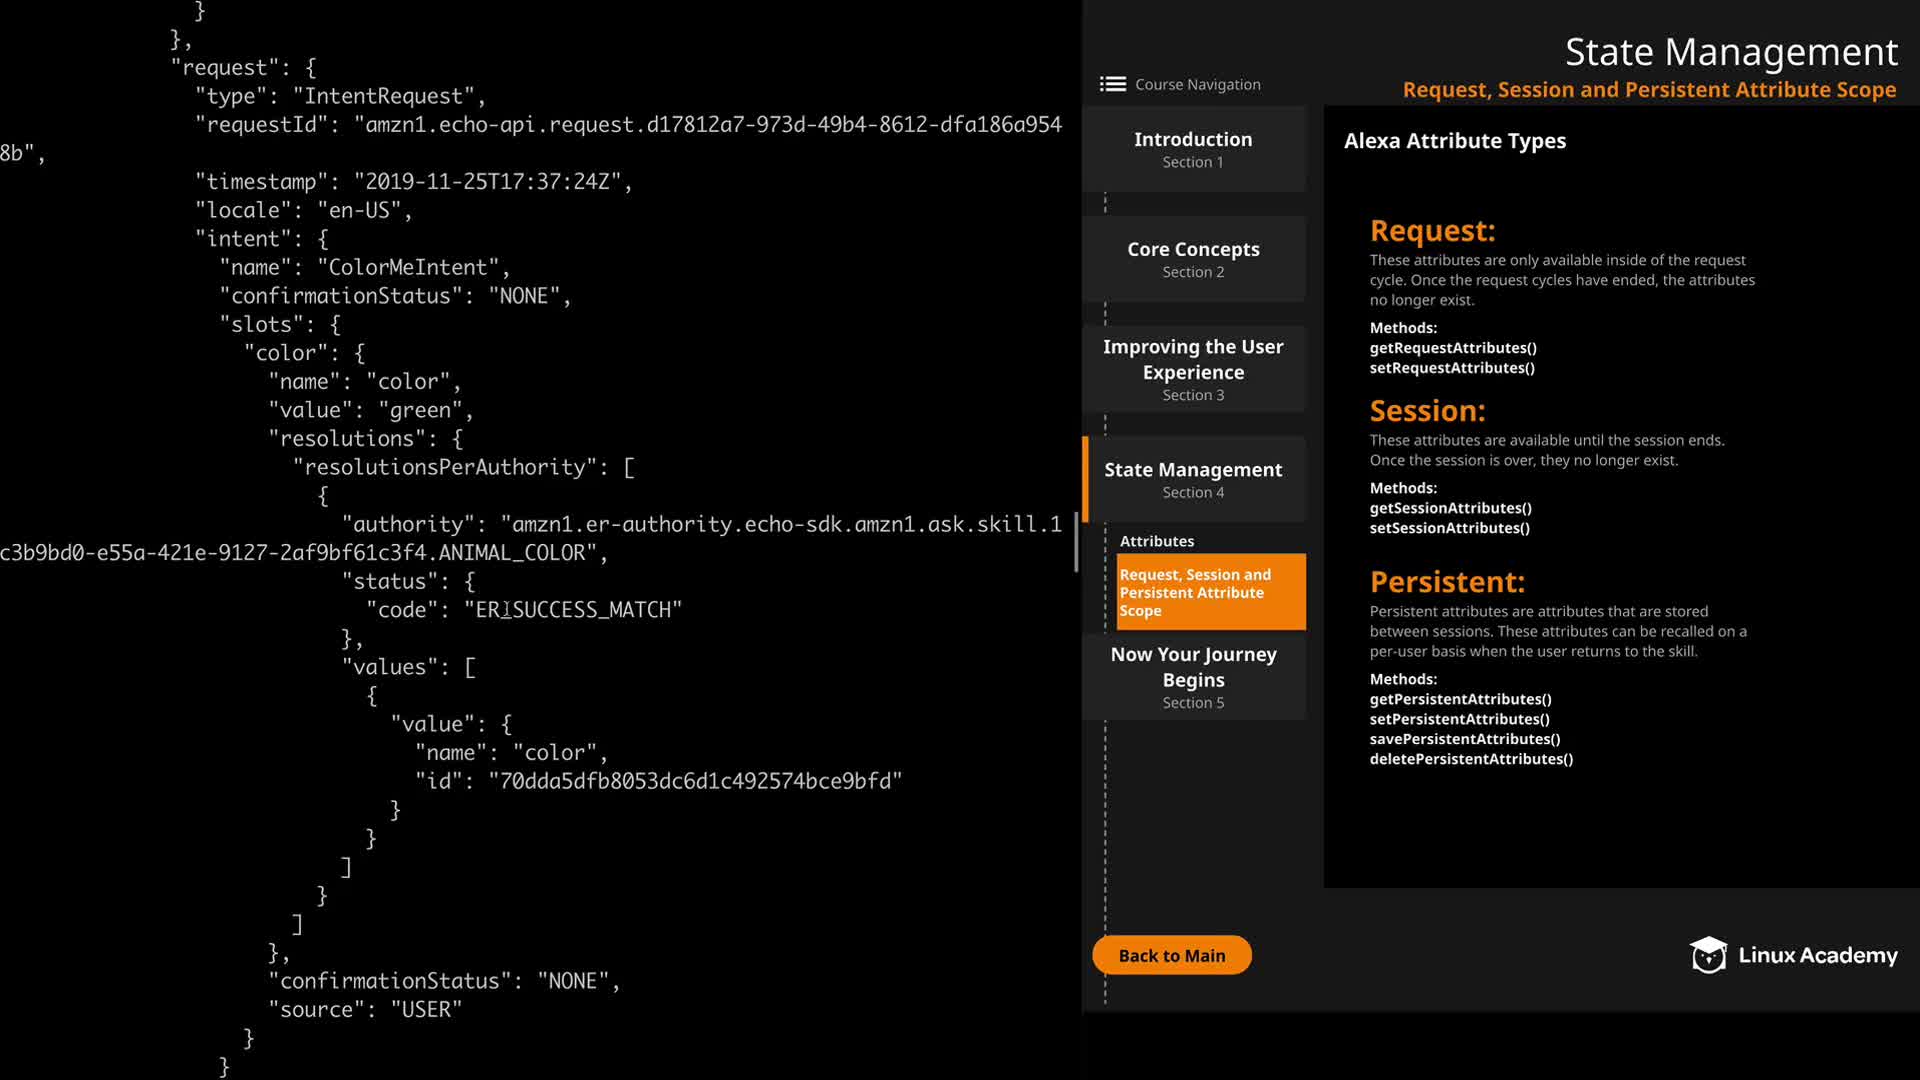 }
},
"request": {
"type": "IntentRequest",
"requestId": "amzn1.echo-api.request.d17812a7-973d-49b4-8612-dfa186a954
8b",
"timestamp": "2019-11-25T17:37:24Z",
"locale": "en-US",
"intent": {
"name": "ColorMeIntent",
"confirmationStatus": "NONE",
"slots": {
"color": {
"name": "color",
"value": "green",
"resolutions": {
"resolutionsPerAuthority": [
{
"authority": "amzn1.er-authority.echo-sdk.amzn1.ask.skill.1
c3b9bd0-e55a-421e-9127-2af9bf61c3f4.ANIMAL_COLOR",
"status": {
"code": "ER_SUCCESS_MATCH"
},
"values": [
{
"value": {
"name": "color",
"id": "70dda5dfb8053dc6d1c492574bce9bfd"
}
}
]
}
]
},
"confirmationStatus": "NONE",
"source": "USER"
}
}
State Management
Request, Session and Persistent Attribute Scope
Course Navigation
Introduction
Section 1
Core Concepts
Section 2
Improving the User
Experience
Section 3
State Management
Section 4
Attributes
Request, Session and
Persistent Attribute
Scope
Now Your Journey
Begins
Section 5
Back to Main
Alexa Attribute Types
Request:
These attributes are only available inside of the request
cycle. Once the request cycles have ended, the attributes
no longer exist.
Methods:
getRequestAttributes()
setRequestAttributes()
Session:
These attributes are available until the session ends.
Once the session is over, they no longer exist.
Methods:
getSessionAttributes()
setSessionAttributes()
Persistent:
Persistent attributes are attributes that are stored
between sessions. These attributes can be recalled on a
per-user basis when the user returns to the skill.
Methods:
getPersistentAttributes()
setPersistentAttributes()
savePersistentAttributes()
deletePersistentAttributes()
Linux Academy